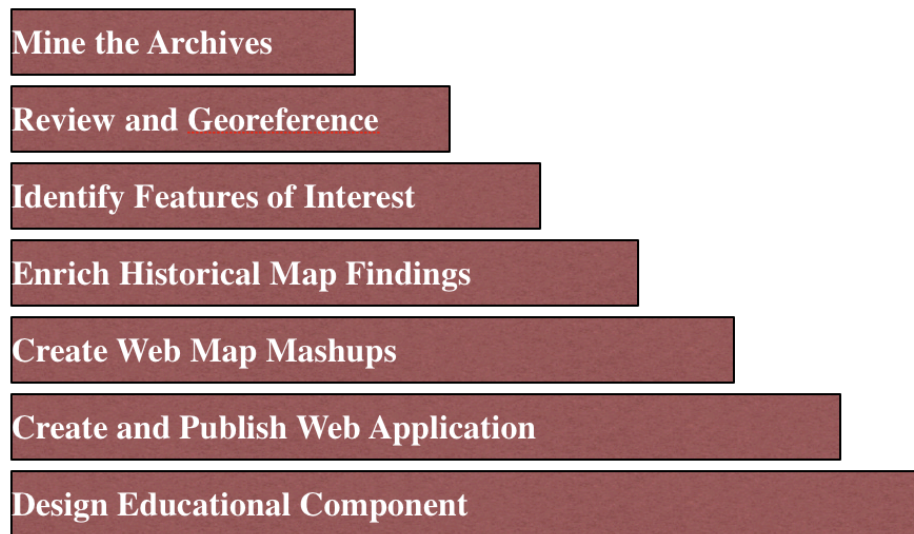 Mine the Archives
Review and Georeference
Identify Features of Interest
Enrich Historical Map Findings
Create Web Map Mashups
Create and Publish Web Application
Design Educational Component